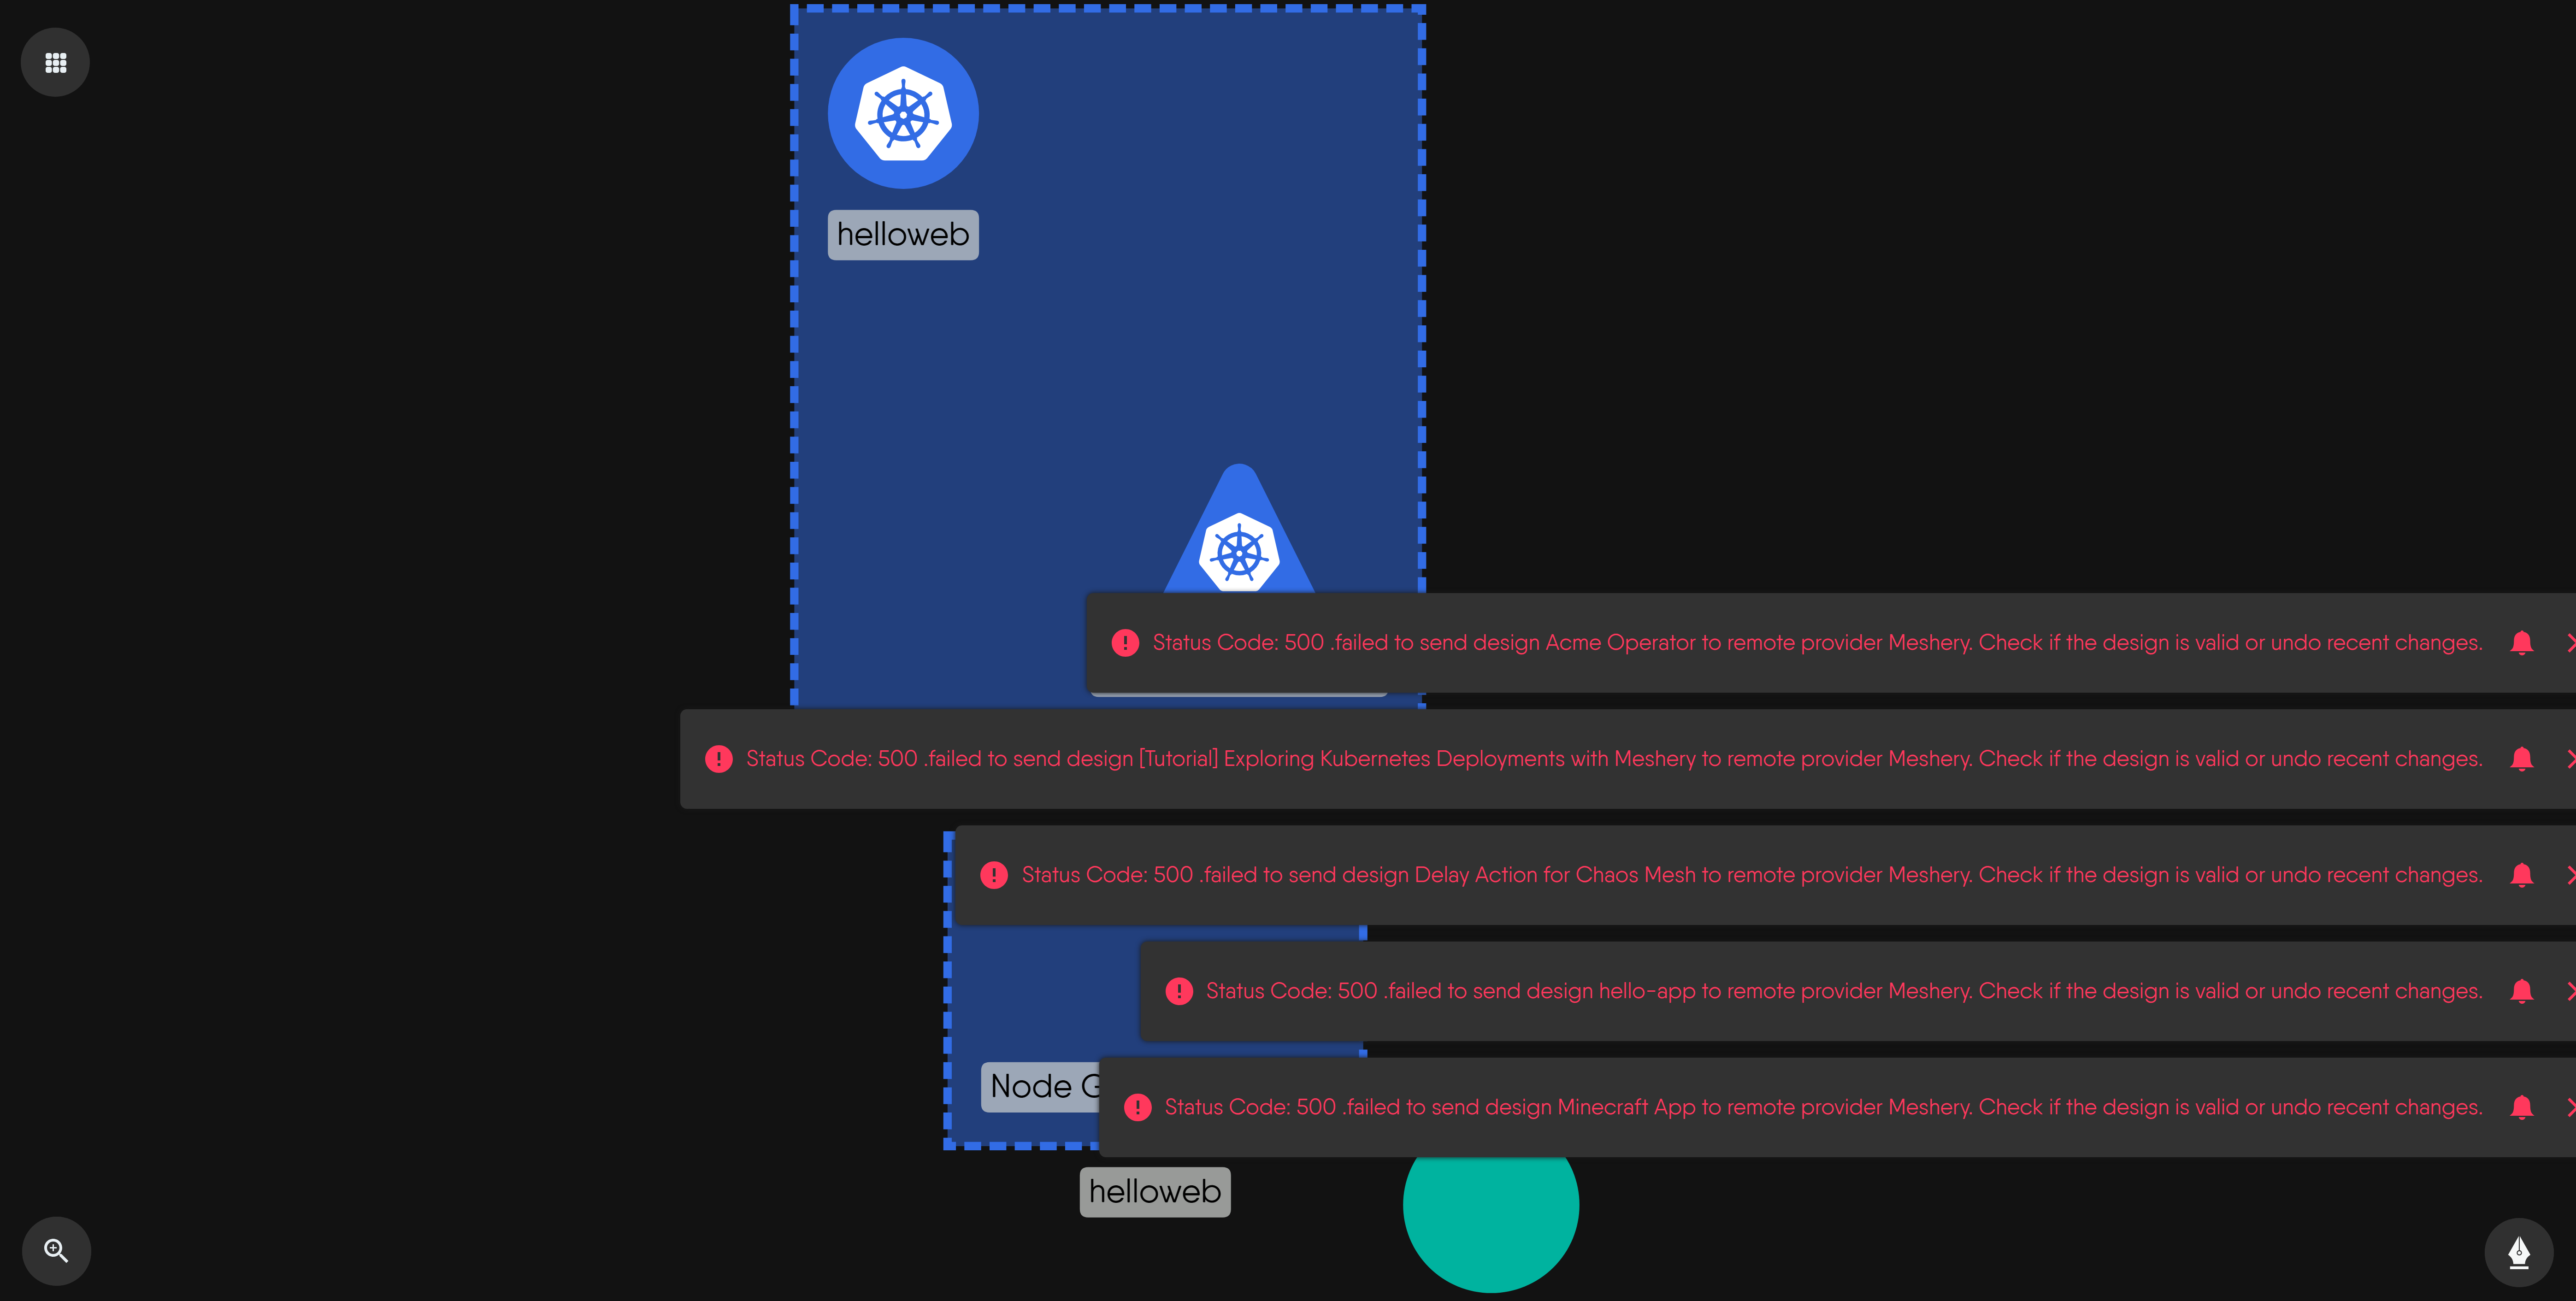 helloweb
Status Code: 500 .failed to send design Acme Operator to remote provider Meshery. Check if the design is valid or undo recent changes.
Status Code: 500 .failed to send design [Tutorial] Exploring Kubernetes Deployments with Meshery to remote provider Meshery. Check if the design is valid or undo recent changes.
Status Code: 500 .failed to send design Delay Action for Chaos Mesh to remote provider Meshery. Check if the design is valid or undo recent changes.
Status Code: 500 .failed to send design hello-app to remote provider Meshery. Check if the design is valid or undo recent changes.
Node
Status Code: 500 .failed to send design Minecraft App to remote provider Meshery. Check if the design is valid or undo recent changes.
helloweb